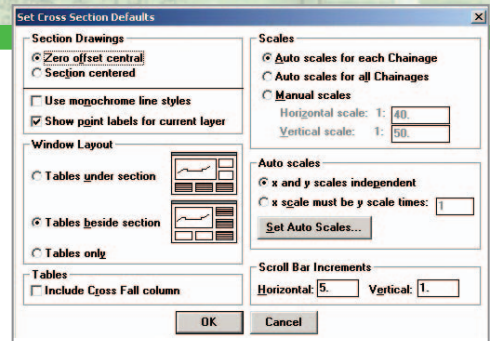 Set Cross Section Defaults
Section Drawings
Zero offset central
Section centered
Use monochrome line styles
Show point labels for current layer
Window Layout
Tables under section
Tables beside section
Tables only
Tables
Include Cross Fall column
Scales
Auto scales for each Chainage
Auto scales for all Chainages
Manual scales
Horizontal scale: 1: 40.
Vertical scale: 1: 50.
Auto scales
x and y scales independent
x scale must be y scale times: 1
Set Auto Scales...
Scroll Bar Increments
Horizontal: 5. Vertical: 1.
OK Cancel